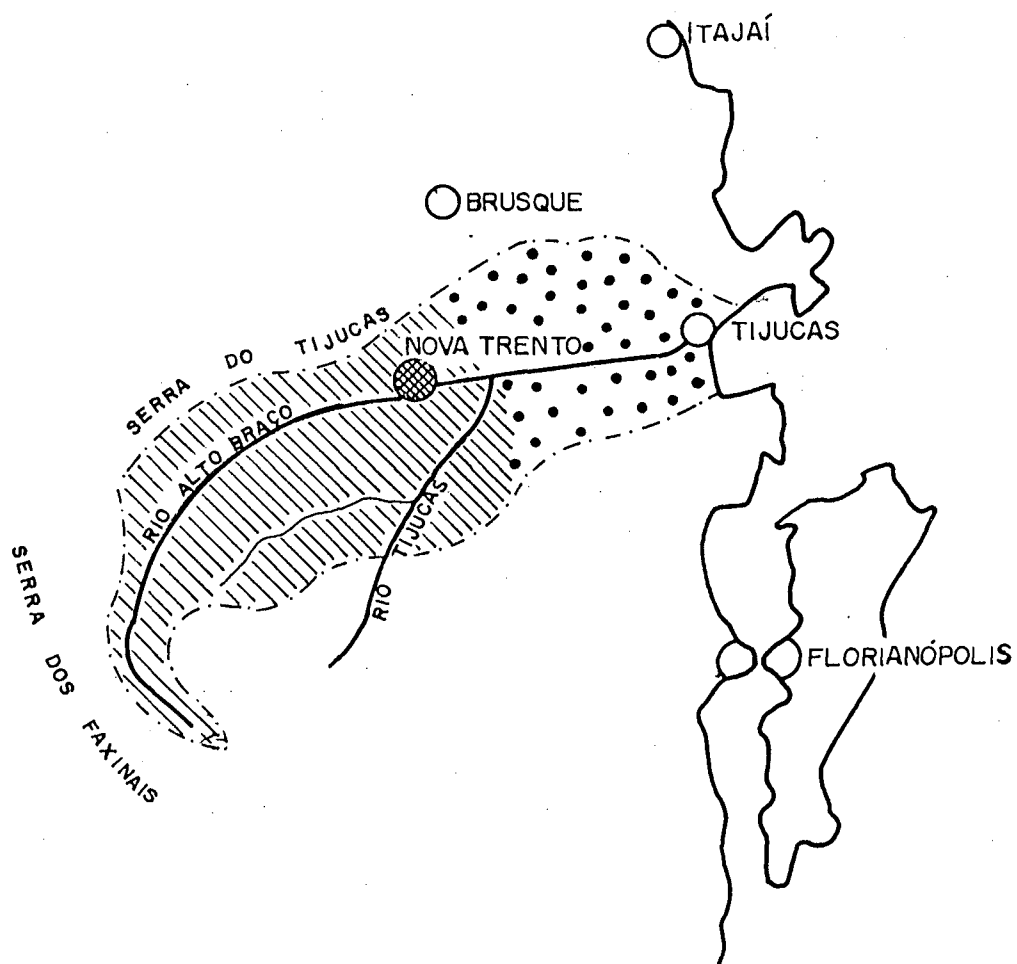 ITAJAÍ
BRUSQUE
SERRA DO TIJUCAS
NOVA TRENTO
TIJUCAS
RIO ALTO BRAÇO
RIO TIJUCAS
SERRA DOS FAXINAIS
FLORIANÓPOLIS